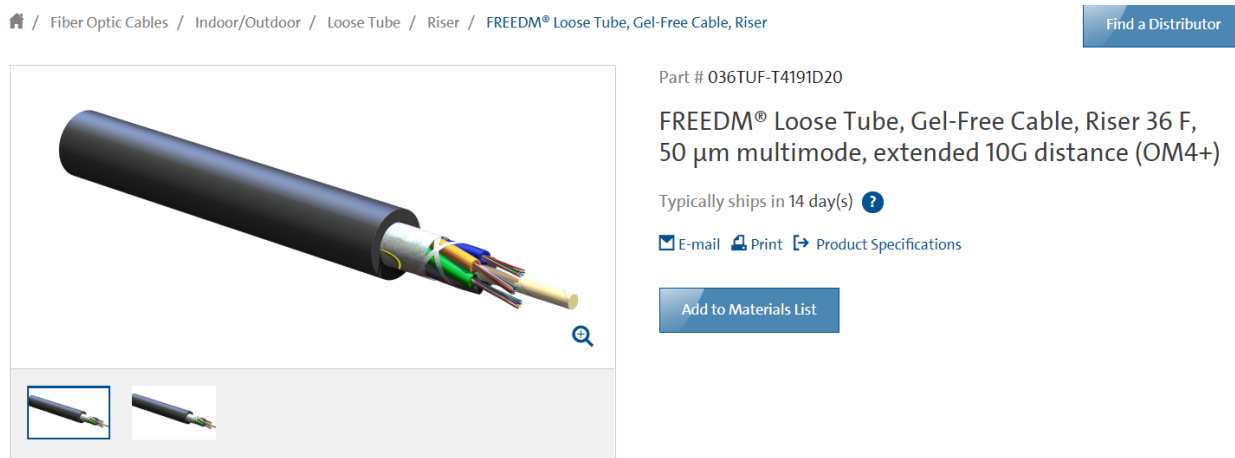 / Fiber Optic Cables / Indoor/Outdoor / Loose Tube / Riser / FREEDM® Loose Tube, Gel-Free Cable, Riser
Find a Distributor
Part # 036TUF-T4191D20
FREEDM® Loose Tube, Gel-Free Cable, Riser 36 F,
50 µm multimode, extended 10G distance (OM4+)
Typically ships in 14 day(s) ?
E-mail Print Product Specifications
Add to Materials List